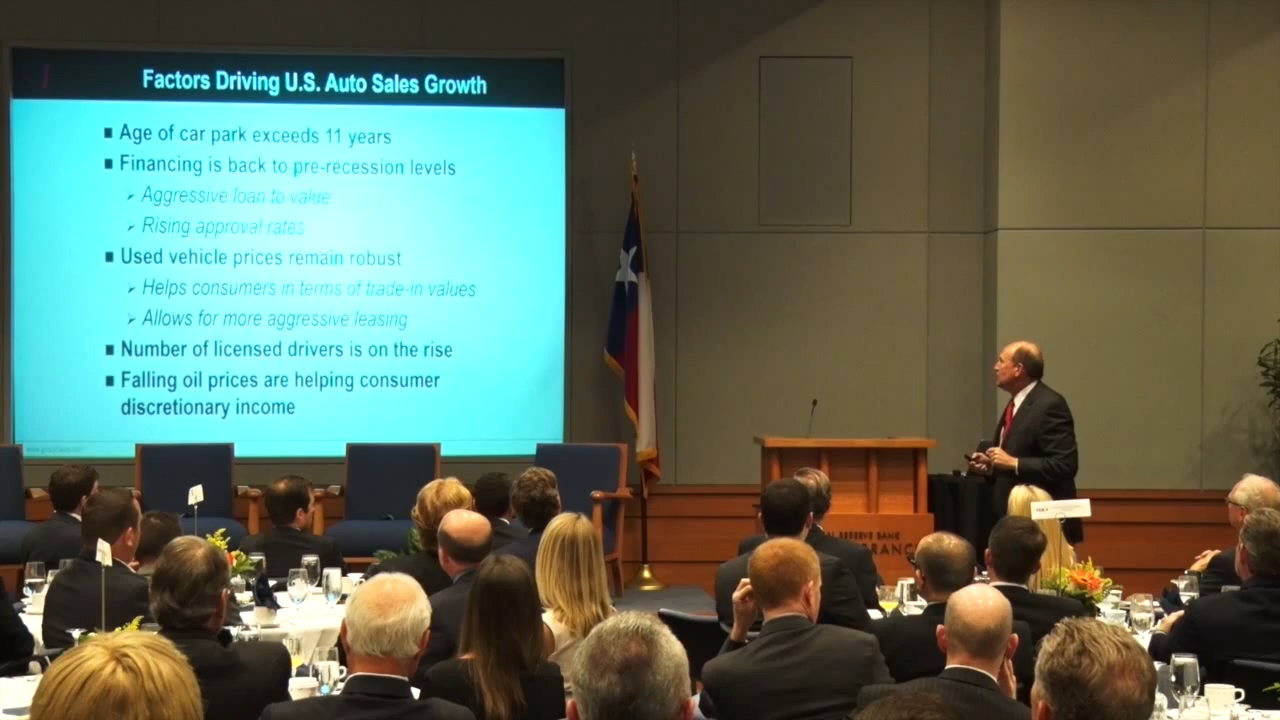 Factors Driving U.S. Auto Sales Growth
■ Age of car park exceeds 11 years
■ Financing is back to pre-recession levels
➢ Aggressive loan to value
➢ Rising approval rates
■ Used vehicle prices remain robust
➢ Helps consumers in terms of trade-in values
➢ Allows for more aggressive leasing
■ Number of licensed drivers is on the rise
■ Falling oil prices are helping consumer
discretionary income
RESERVE BANK